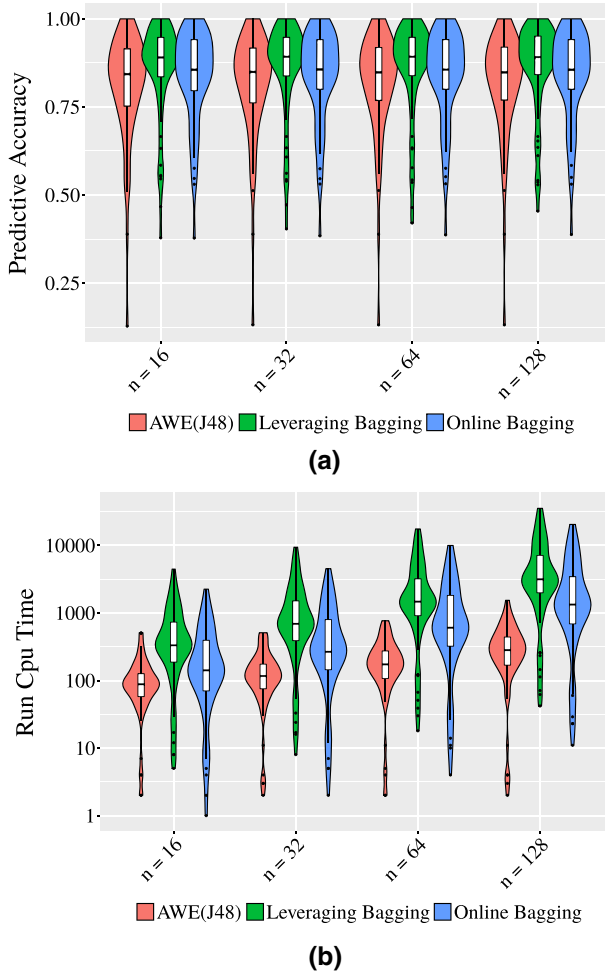 Predictive Accuracy
1.00
0.75
0.50
0.25
n = 16
n = 32
n = 64
n = 128
AWE(J48) Leveraging Bagging Online Bagging
(a)
Run Cpu Time
10000
1000
100
10
1
n = 16
n = 32
n = 64
n = 128
AWE(J48) Leveraging Bagging Online Bagging
(b)